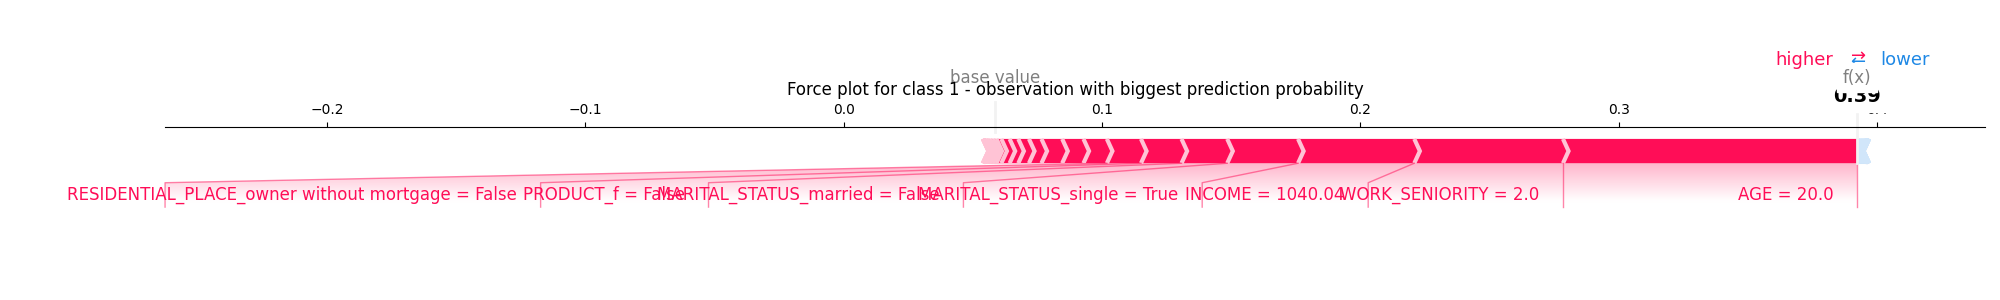 higher ⇄ lower
base value f(x)
Force plot for class 1 - observation with biggest prediction probability 0.39
−0.2 −0.1 0.0 0.1 0.2 0.3
RESIDENTIAL_PLACE_owner without mortgage = False PRODUCT_f = False MARITAL_STATUS_married = False MARITAL_STATUS_single = True INCOME = 1040.04 WORK_SENIORITY = 2.0 AGE = 20.0